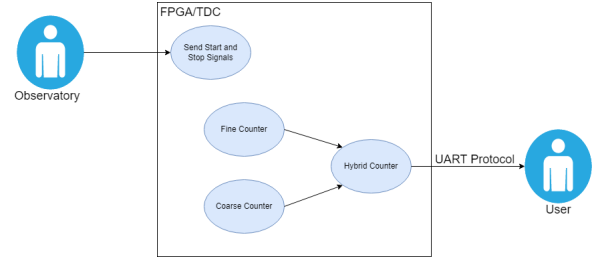 FPGA/TDC
Send Start and
Stop Signals
Observatory
Fine Counter
Hybrid Counter
UART Protocol
Coarse Counter
User